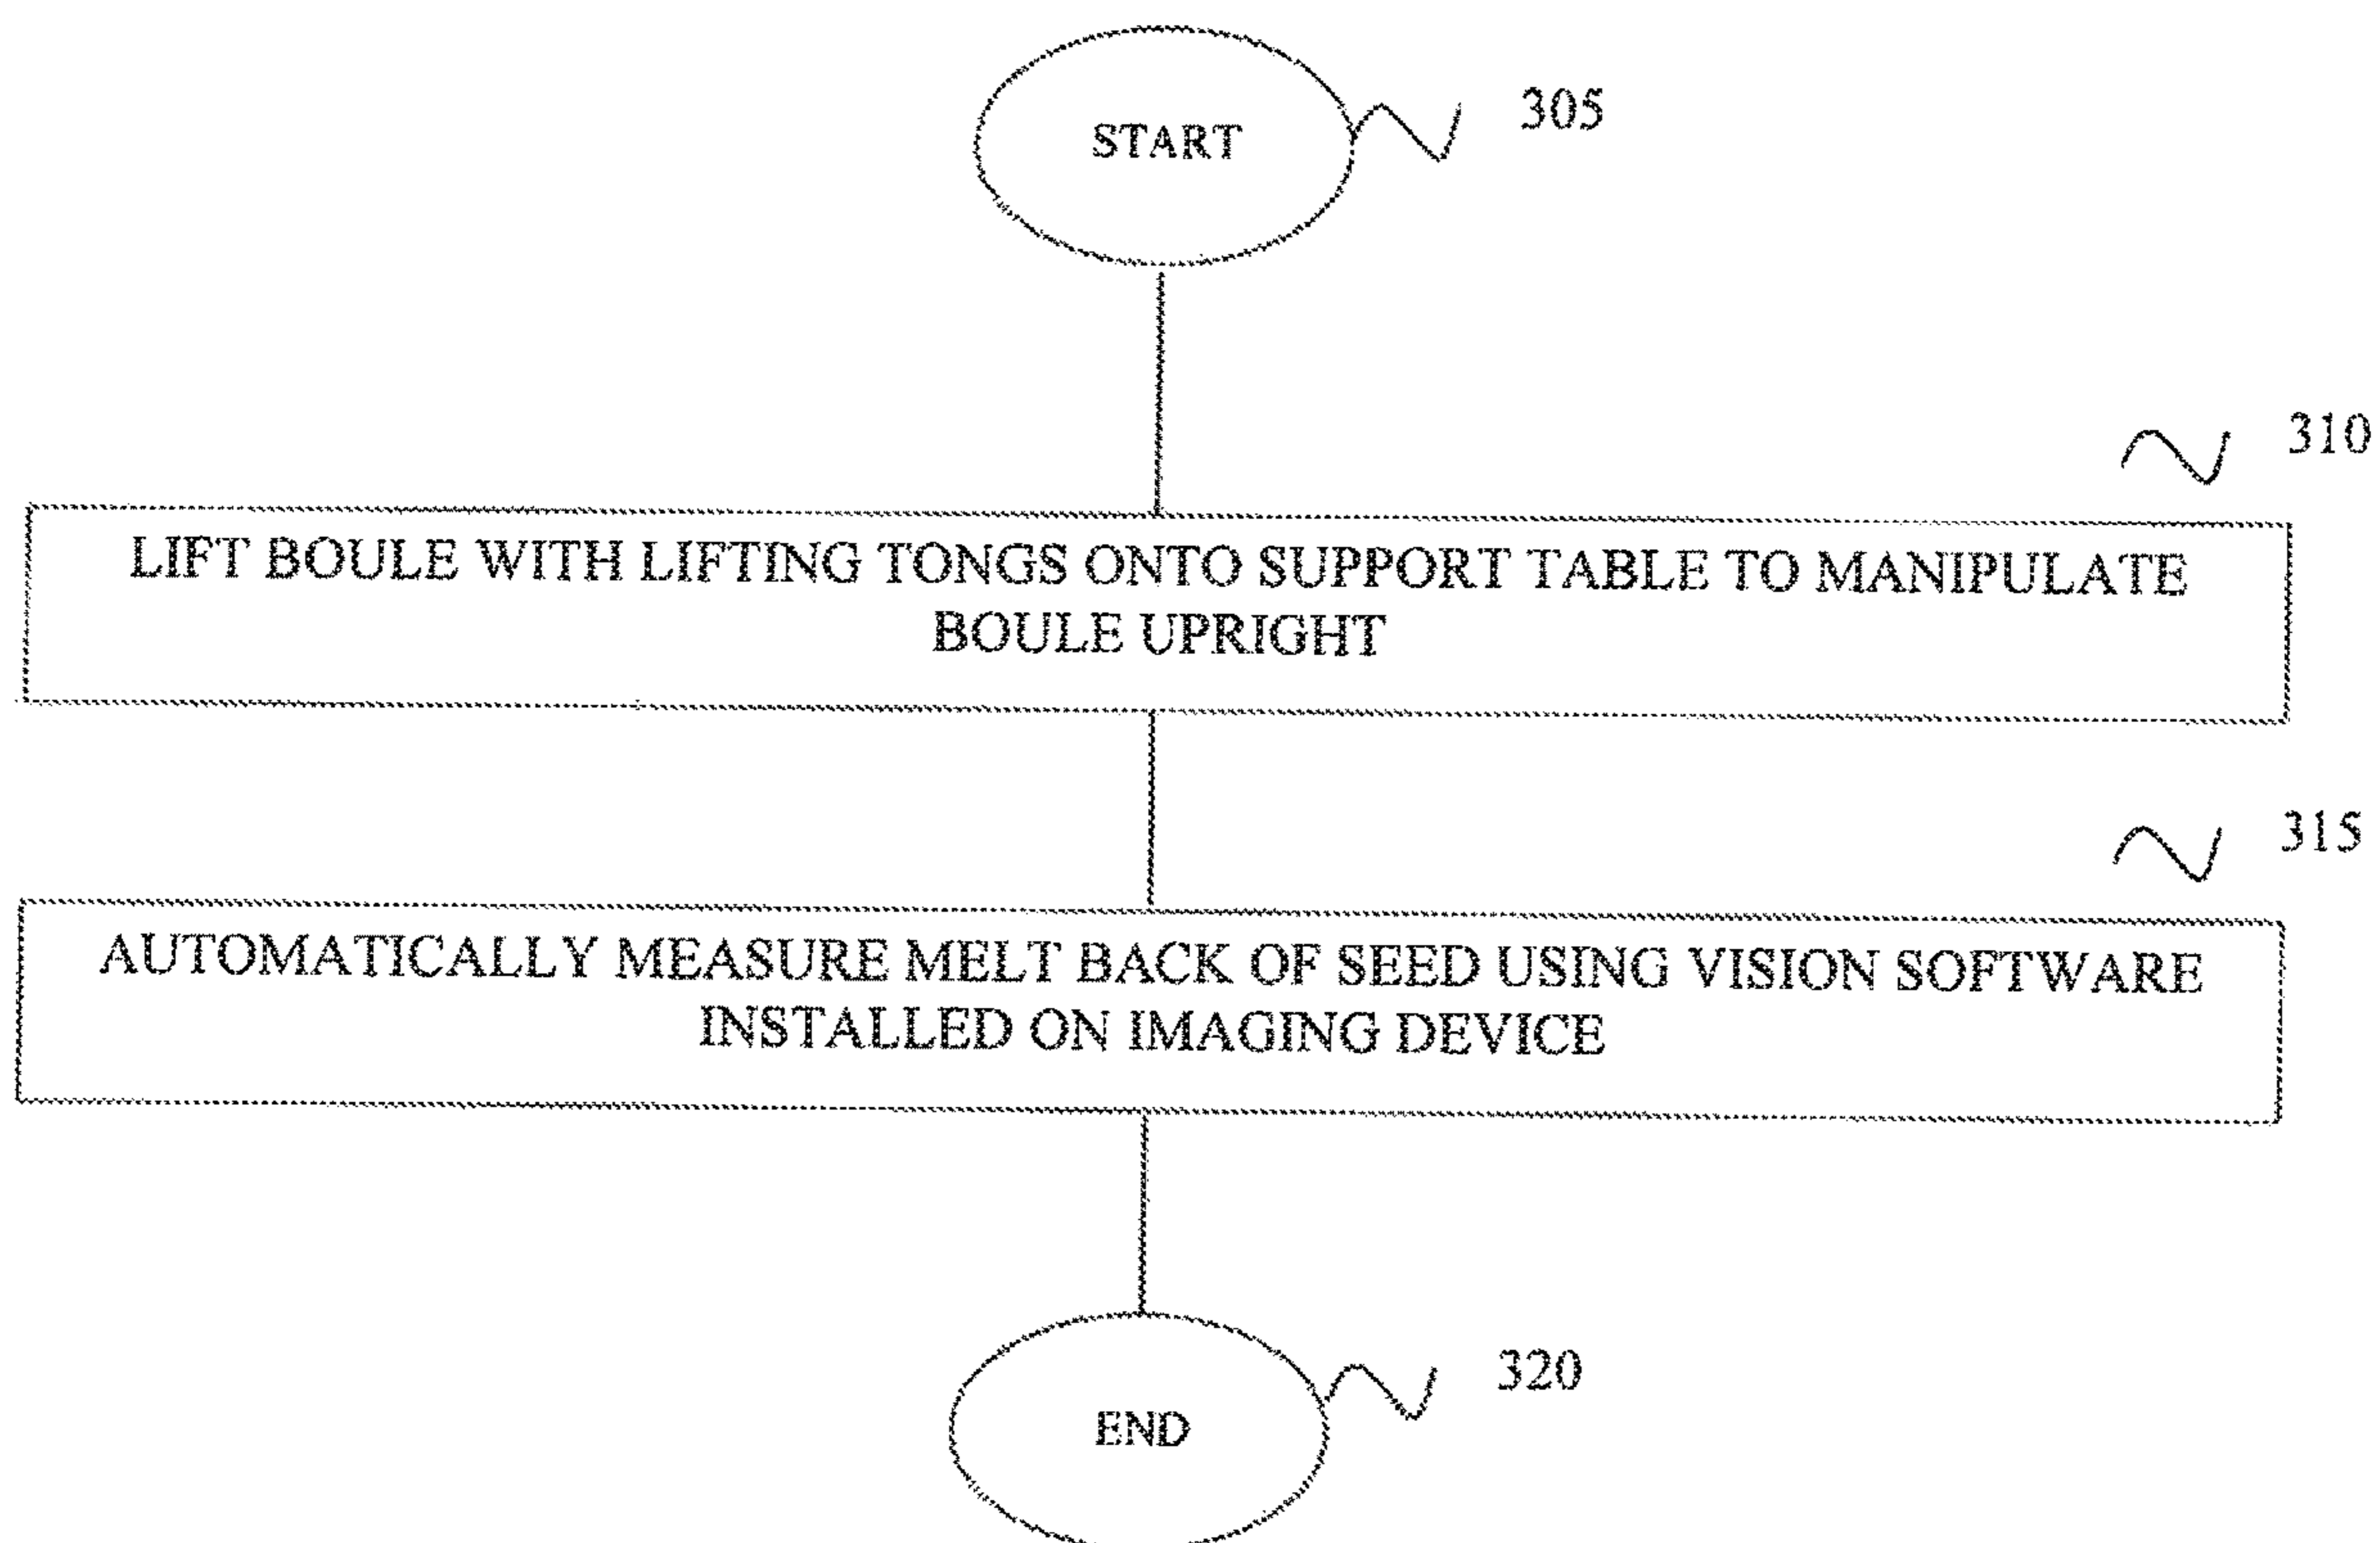 START
305
310
LIFT BOULE WITH LIFTING TONGS ONTO SUPPORT TABLE TO MANIPULATE
BOULE UPRIGHT
315
AUTOMATICALLY MEASURE MELT BACK OF SEED USING VISION SOFTWARE
INSTALLED ON IMAGING DEVICE
320
END